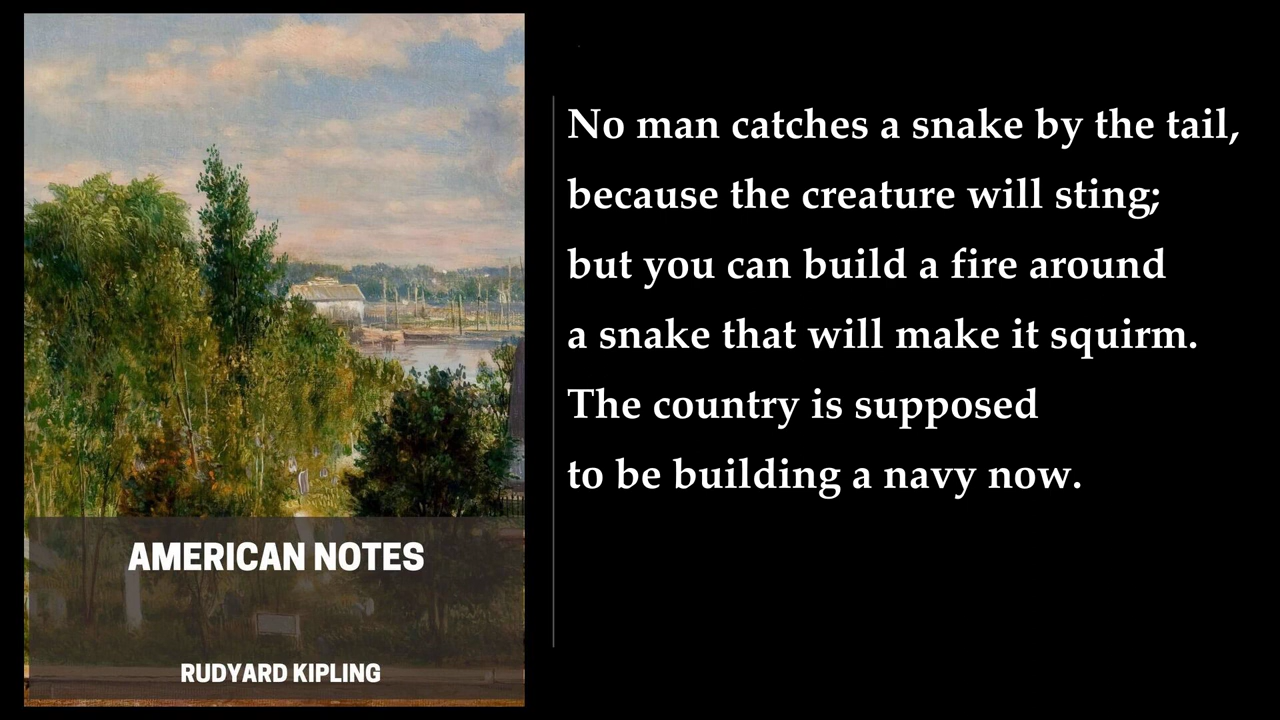 No man catches a snake by the tail,
because the creature will sting;
but you can build a fire around
a snake that will make it squirm.
The country is supposed
to be building a navy now.
AMERICAN NOTES
RUDYARD KIPLING